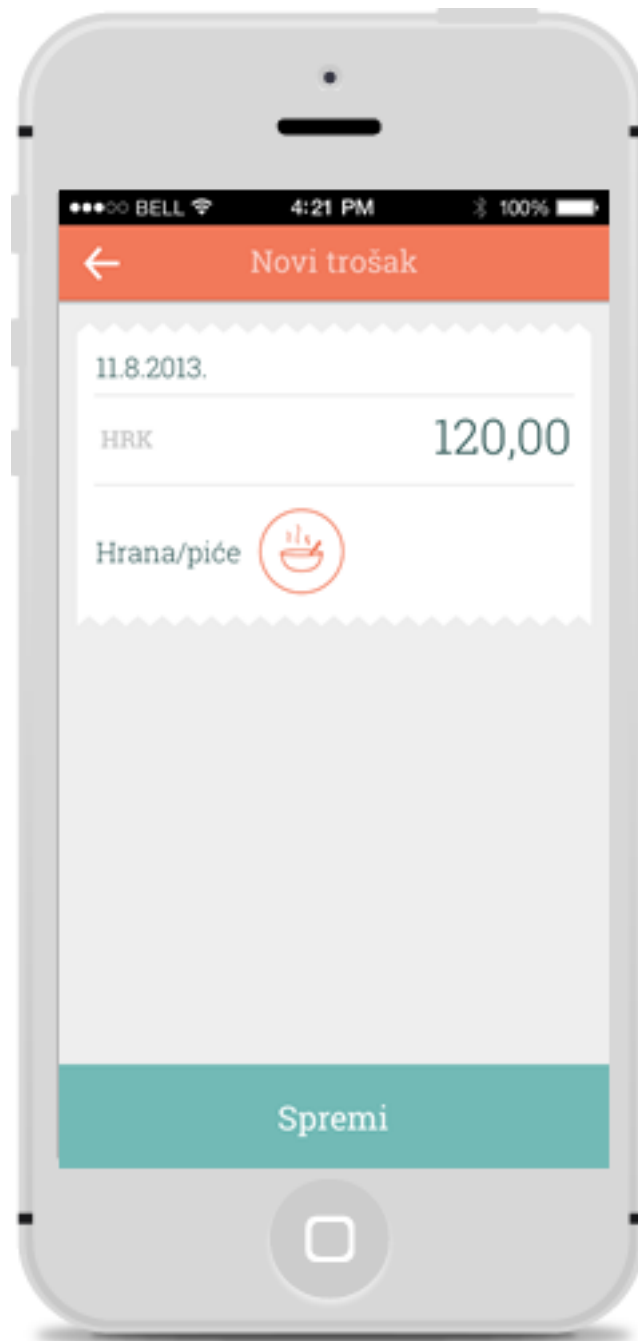 BELL 4:21 PM 100%
Novi trošak
11.8.2013.
HRK 120,00
Hrana/piće
Spremi